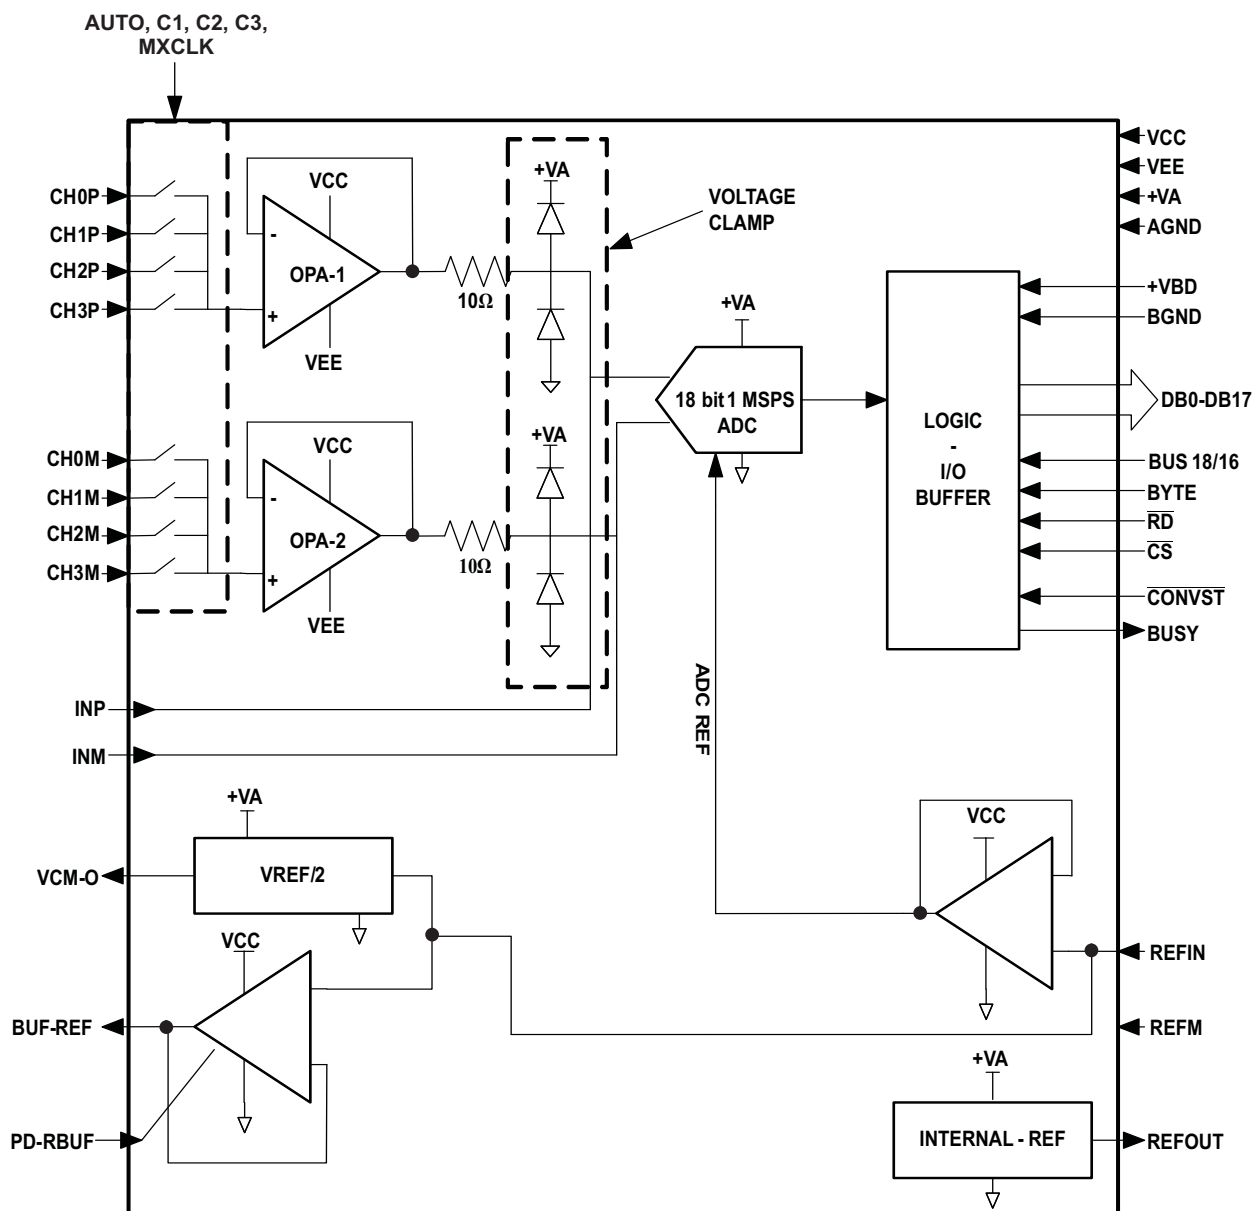 AUTO, C1, C2, C3,
MXCLK
VCC
VEE
+VA
AGND
CH0P
CH1P
CH2P
CH3P
VCC
-
OPA-1
+
VEE
10Ω
+VA
VOLTAGE
CLAMP
+VBD
BGND
+VA
18 bit 1 MSPS
ADC
LOGIC
-
I/O
BUFFER
DB0-DB17
BUS 18/16
BYTE
RD
CS
CONVST
BUSY
CH0M
CH1M
CH2M
CH3M
VCC
-
OPA-2
+
VEE
10Ω
+VA
ADC REF
INP
INM
+VA
VREF/2
VCM-O
VCC
BUF-REF
PD-RBUF
VCC
REFIN
REFM
+VA
INTERNAL - REF
REFOUT